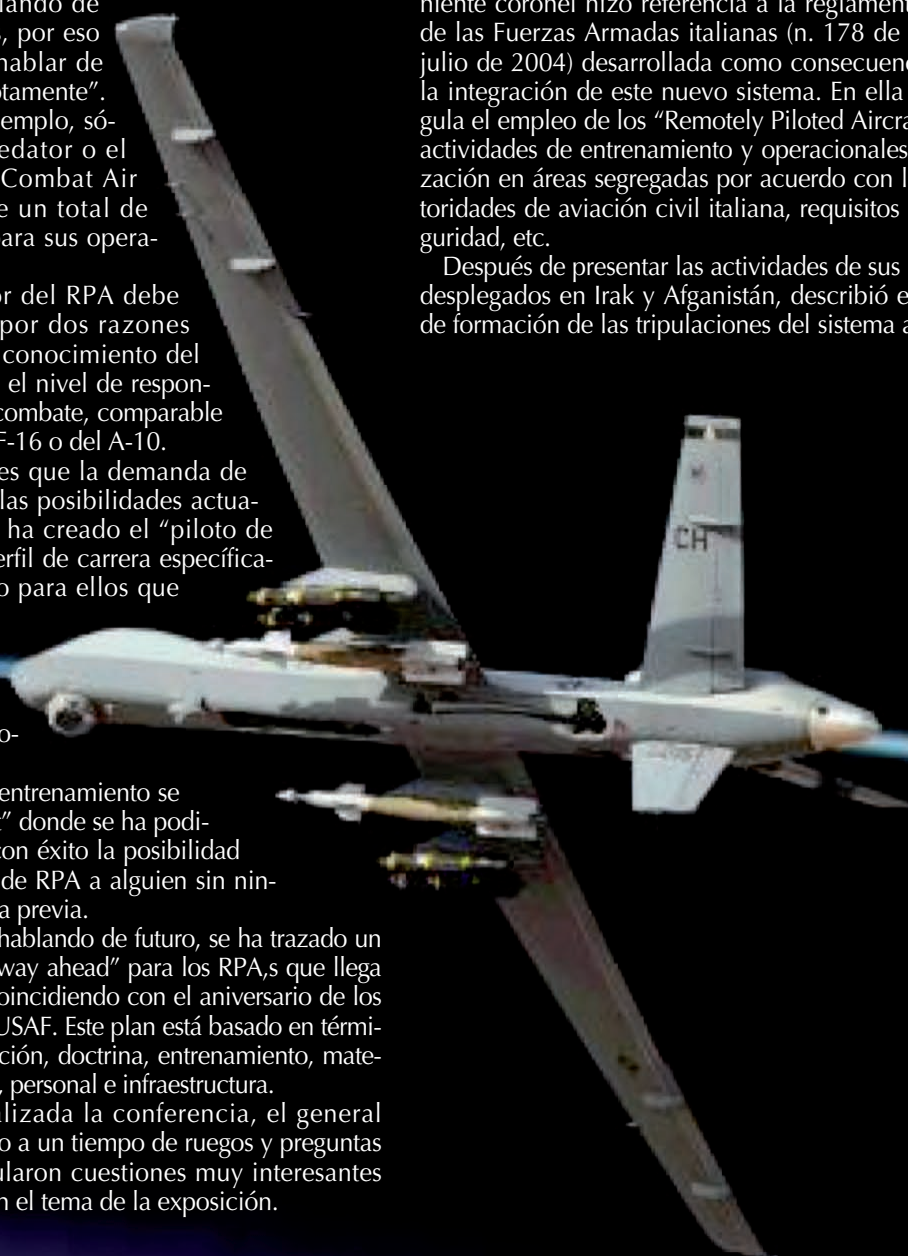 lando de
s, por eso
hablar de
otamente”.
emplo, só-
edator o el
Combat Air
e un total de
para sus opera-
or del RPA debe
por dos razones
conocimiento del
el nivel de respon-
combate, comparable
F-16 o del A-10.
es que la demanda de
las posibilidades actua-
ha creado el “piloto de
erfil de carrera específica-
o para ellos que
o-
entrenamiento se
t” donde se ha podi-
con éxito la posibilidad
de RPA a alguien sin nin-
a previa.
hablando de futuro, se ha trazado un
way ahead” para los RPA,s que llega
oincidiendo con el aniversario de los
USAF. Este plan está basado en térmi-
ción, doctrina, entrenamiento, mate-
, personal e infraestructura.
alizada la conferencia, el general
o a un tiempo de ruegos y preguntas
ularon cuestiones muy interesantes
n el tema de la exposición.
niente coronel hizo referencia a la reglament
de las Fuerzas Armadas italianas (n. 178 de
julio de 2004) desarrollada como consecuenc
la integración de este nuevo sistema. En ella
gula el empleo de los “Remotely Piloted Aircra
actividades de entrenamiento y operacionales
zación en áreas segregadas por acuerdo con l
toridades de aviación civil italiana, requisitos
guridad, etc.
Después de presentar las actividades de sus
desplegados en Irak y Afganistán, describió e
de formación de las tripulaciones del sistema a
CH